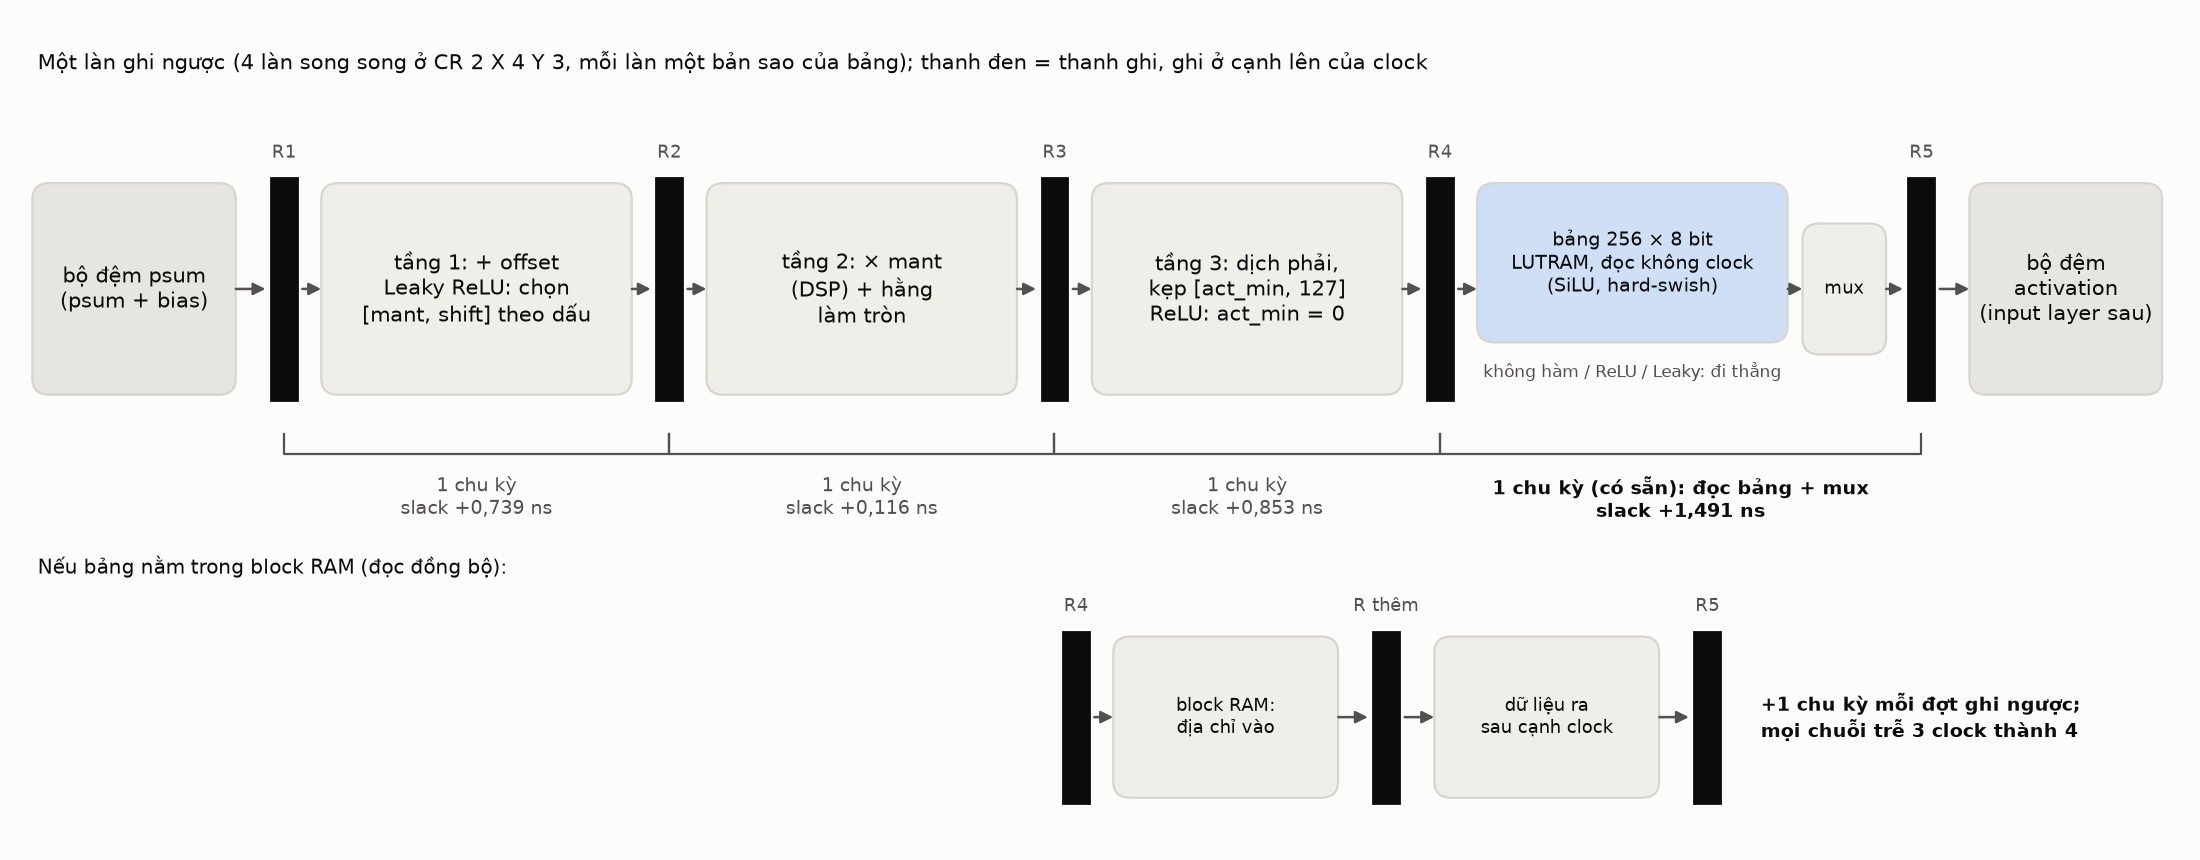 Một làn ghi ngược (4 làn song song ở CR 2 X 4 Y 3, mỗi làn một bản sao của bảng); thanh đen = thanh ghi, ghi ở cạnh lên của clock
R1
R2
R3
R4
R5
bộ đệm psum
(psum + bias)
tầng 1: + offset
Leaky ReLU: chọn
[mant, shift] theo dấu
tầng 2: × mant
(DSP) + hằng
làm tròn
tầng 3: dịch phải,
kẹp [act_min, 127]
ReLU: act_min = 0
bảng 256 × 8 bit
LUTRAM, đọc không clock
(SiLU, hard-swish)
mux
bộ đệm
activation
(input layer sau)
không hàm / ReLU / Leaky: đi thẳng
1 chu kỳ
slack +0,739 ns
1 chu kỳ
slack +0,116 ns
1 chu kỳ
slack +0,853 ns
1 chu kỳ (có sẵn): đọc bảng + mux
slack +1,491 ns
Nếu bảng nằm trong block RAM (đọc đồng bộ):
R4
R thêm
R5
block RAM:
địa chỉ vào
dữ liệu ra
sau cạnh clock
+1 chu kỳ mỗi đợt ghi ngược;
mọi chuỗi trễ 3 clock thành 4